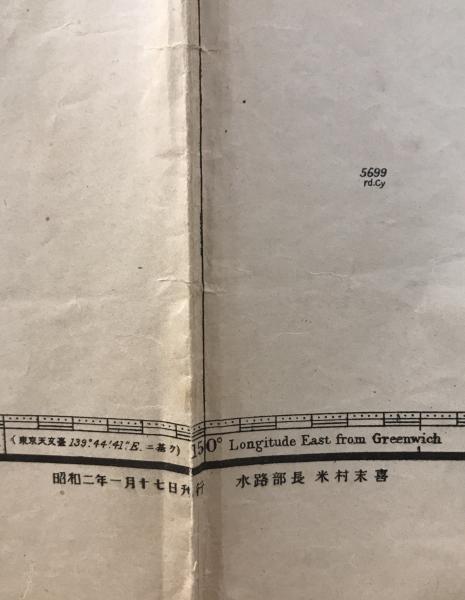 5699
rd.Cy
(東京天文臺 139°.44'.41".E. ニ基ク) 150° Longitude East from Greenwich
昭和二年一月十七日刊行 水路部長 米村末喜